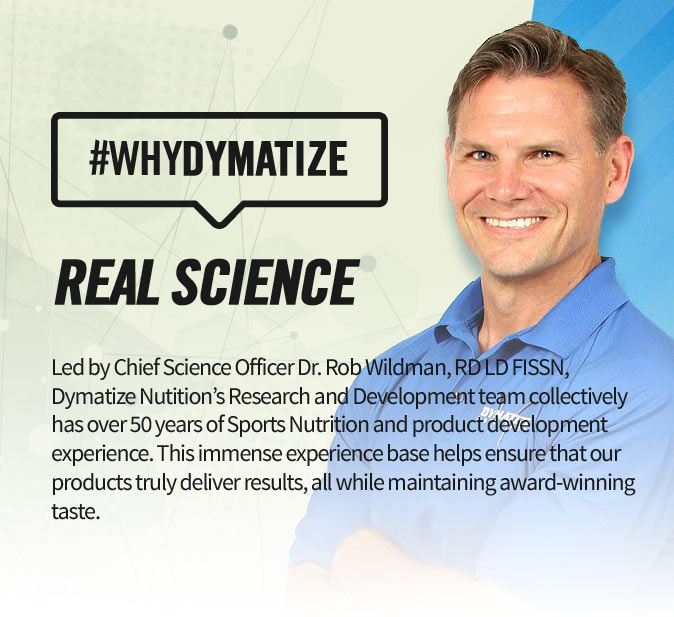 #WHYDYMATIZE
REAL SCIENCE
Led by Chief Science Officer Dr. Rob Wildman, RD LD FISSN,
Dymatize Nutition’s Research and Development team collectively
has over 50 years of Sports Nutrition and product development
experience. This immense experience base helps ensure that our
products truly deliver results, all while maintaining award-winning
taste.
DYMATIZE